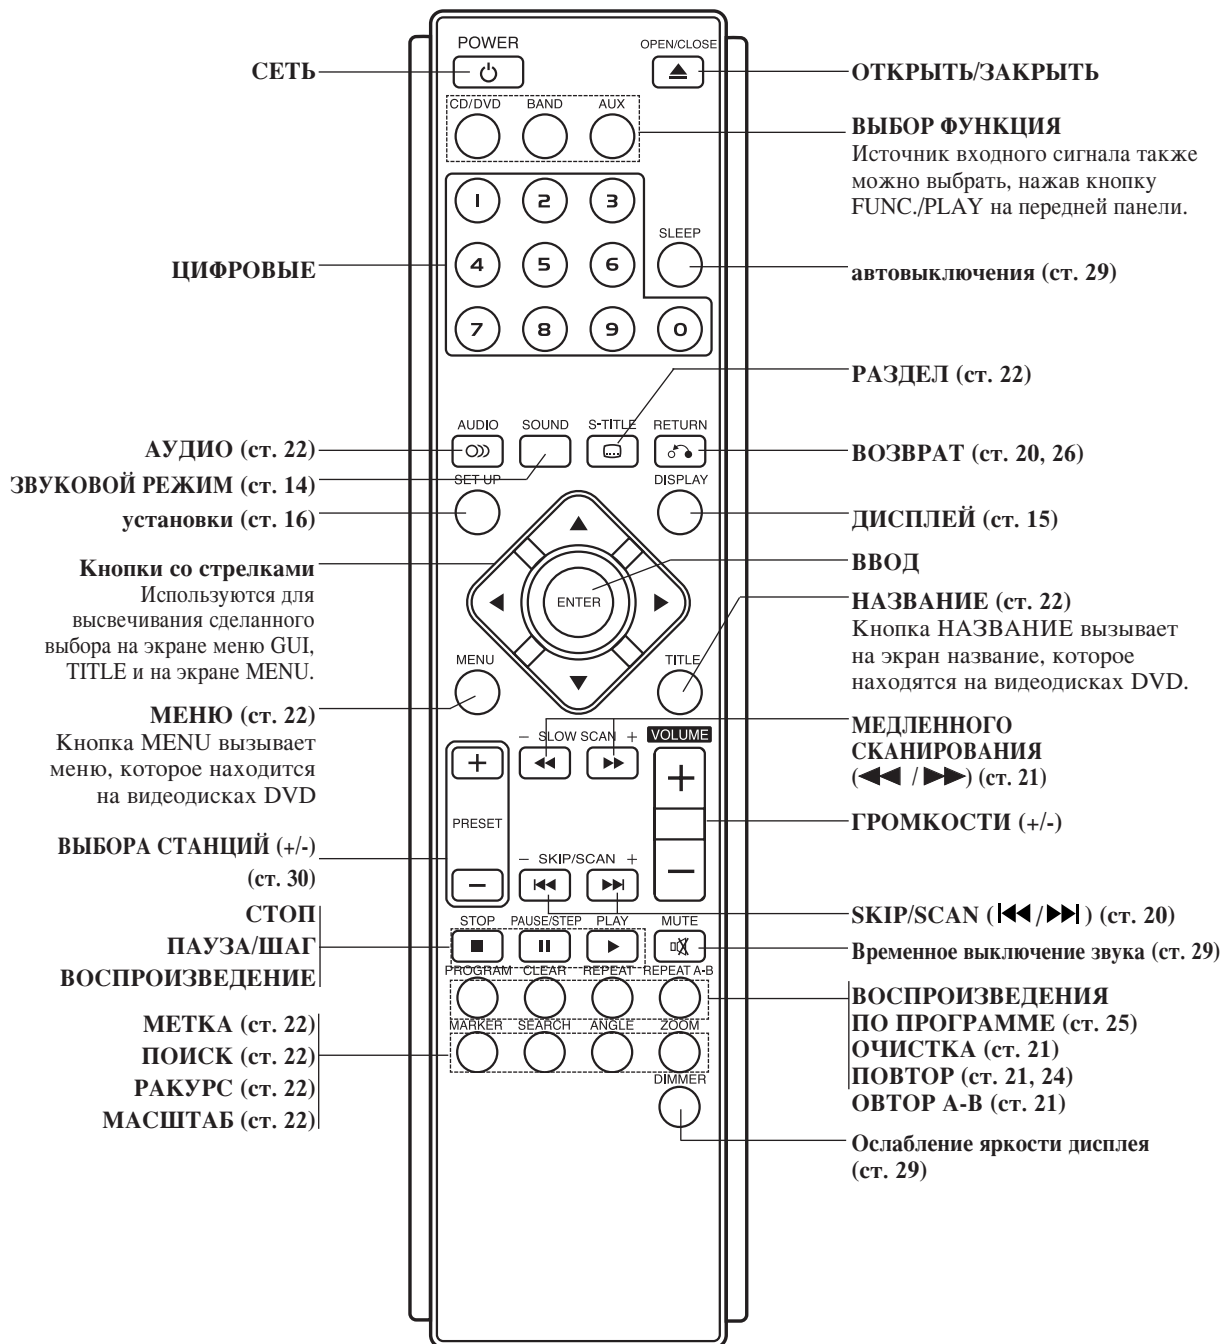 POWER
OPEN/CLOSE
СЕТЬ
ОТКРЫТЬ/ЗАКРЫТЬ
CD/DVD BAND AUX
ВЫБОР ФУНКЦИЯ
Источник входного сигнала также
можно выбрать, нажав кнопку
FUNC./PLAY на передней панели.
1 2 3
SLEEP
ЦИФРОВЫЕ
4 5 6
автовыключения (ст. 29)
7 8 9 0
РАЗДЕЛ (ст. 22)
AUDIO SOUND S-TITLE RETURN
АУДИО (ст. 22)
ВОЗВРАТ (ст. 20, 26)
ЗВУКОВОЙ РЕЖИМ (ст. 14)
SET UP
DISPLAY
установки (ст. 16)
ДИСПЛЕЙ (ст. 15)
Кнопки со стрелками
Используются для
высвечивания сделанного
выбора на экране меню GUI,
TITLE и на экране MENU.
ВВОД
ENTER
НАЗВАНИЕ (ст. 22)
Кнопка НАЗВАНИЕ вызывает
на экран название, которое
находятся на видеодисках DVD.
MENU
TITLE
МЕНЮ (ст. 22)
Кнопка MENU вызывает
меню, которое находится
на видеодисках DVD
– SLOW SCAN +
VOLUME
МЕДЛЕННОГО
СКАНИРОВАНИЯ
(◀◀ / ▶▶) (ст. 21)
+
+
PRESET
ГРОМКОСТИ (+/-)
ВЫБОРА СТАНЦИЙ (+/-)
(ст. 30)
– SKIP/SCAN +
–
–
SKIP/SCAN (|◀◀ / ▶▶|) (ст. 20)
СТОП
ПАУЗА/ШАГ
ВОСПРОИЗВЕДЕНИЕ
STOP PAUSE/STEP PLAY MUTE
Временное выключение звука (ст. 29)
PROGRAM CLEAR REPEAT REPEAT A-B
ВОСПРОИЗВЕДЕНИЯ
ПО ПРОГРАММЕ (ст. 25)
ОЧИСТКА (ст. 21)
ПОВТОР (ст. 21, 24)
ОВТОР A-B (ст. 21)
МЕТКА (ст. 22)
ПОИСК (ст. 22)
РАКУРС (ст. 22)
МАСШТАБ (ст. 22)
MARKER SEARCH ANGLE ZOOM
DIMMER
Ослабление яркости дисплея
(ст. 29)